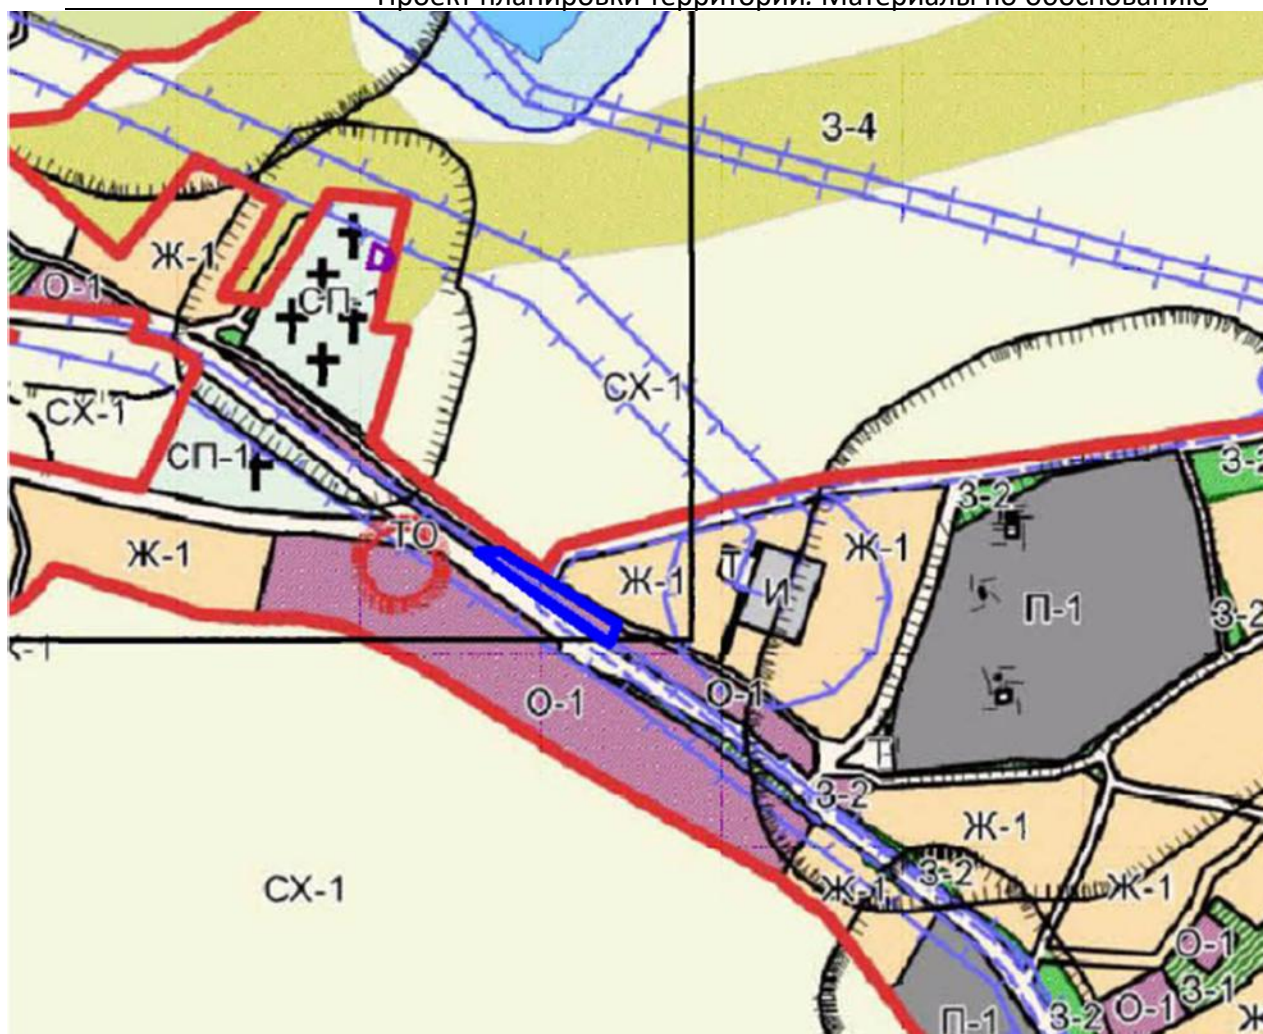 Проект планировки территории. Материалы по обоснованию
З-4
Ж-1
О-1
СП-1
СХ-1
СХ-1
СП-1
З-2
З-2
ТО
Ж-1
Ж-1
Т
И
Ж-1
П-1
З-2
О-1
О-1
Т
З-2
Ж-1
СХ-1
Ж-1
З-2
Ж-1
О-1
З-1
О-1
З-2
П-1
Ж